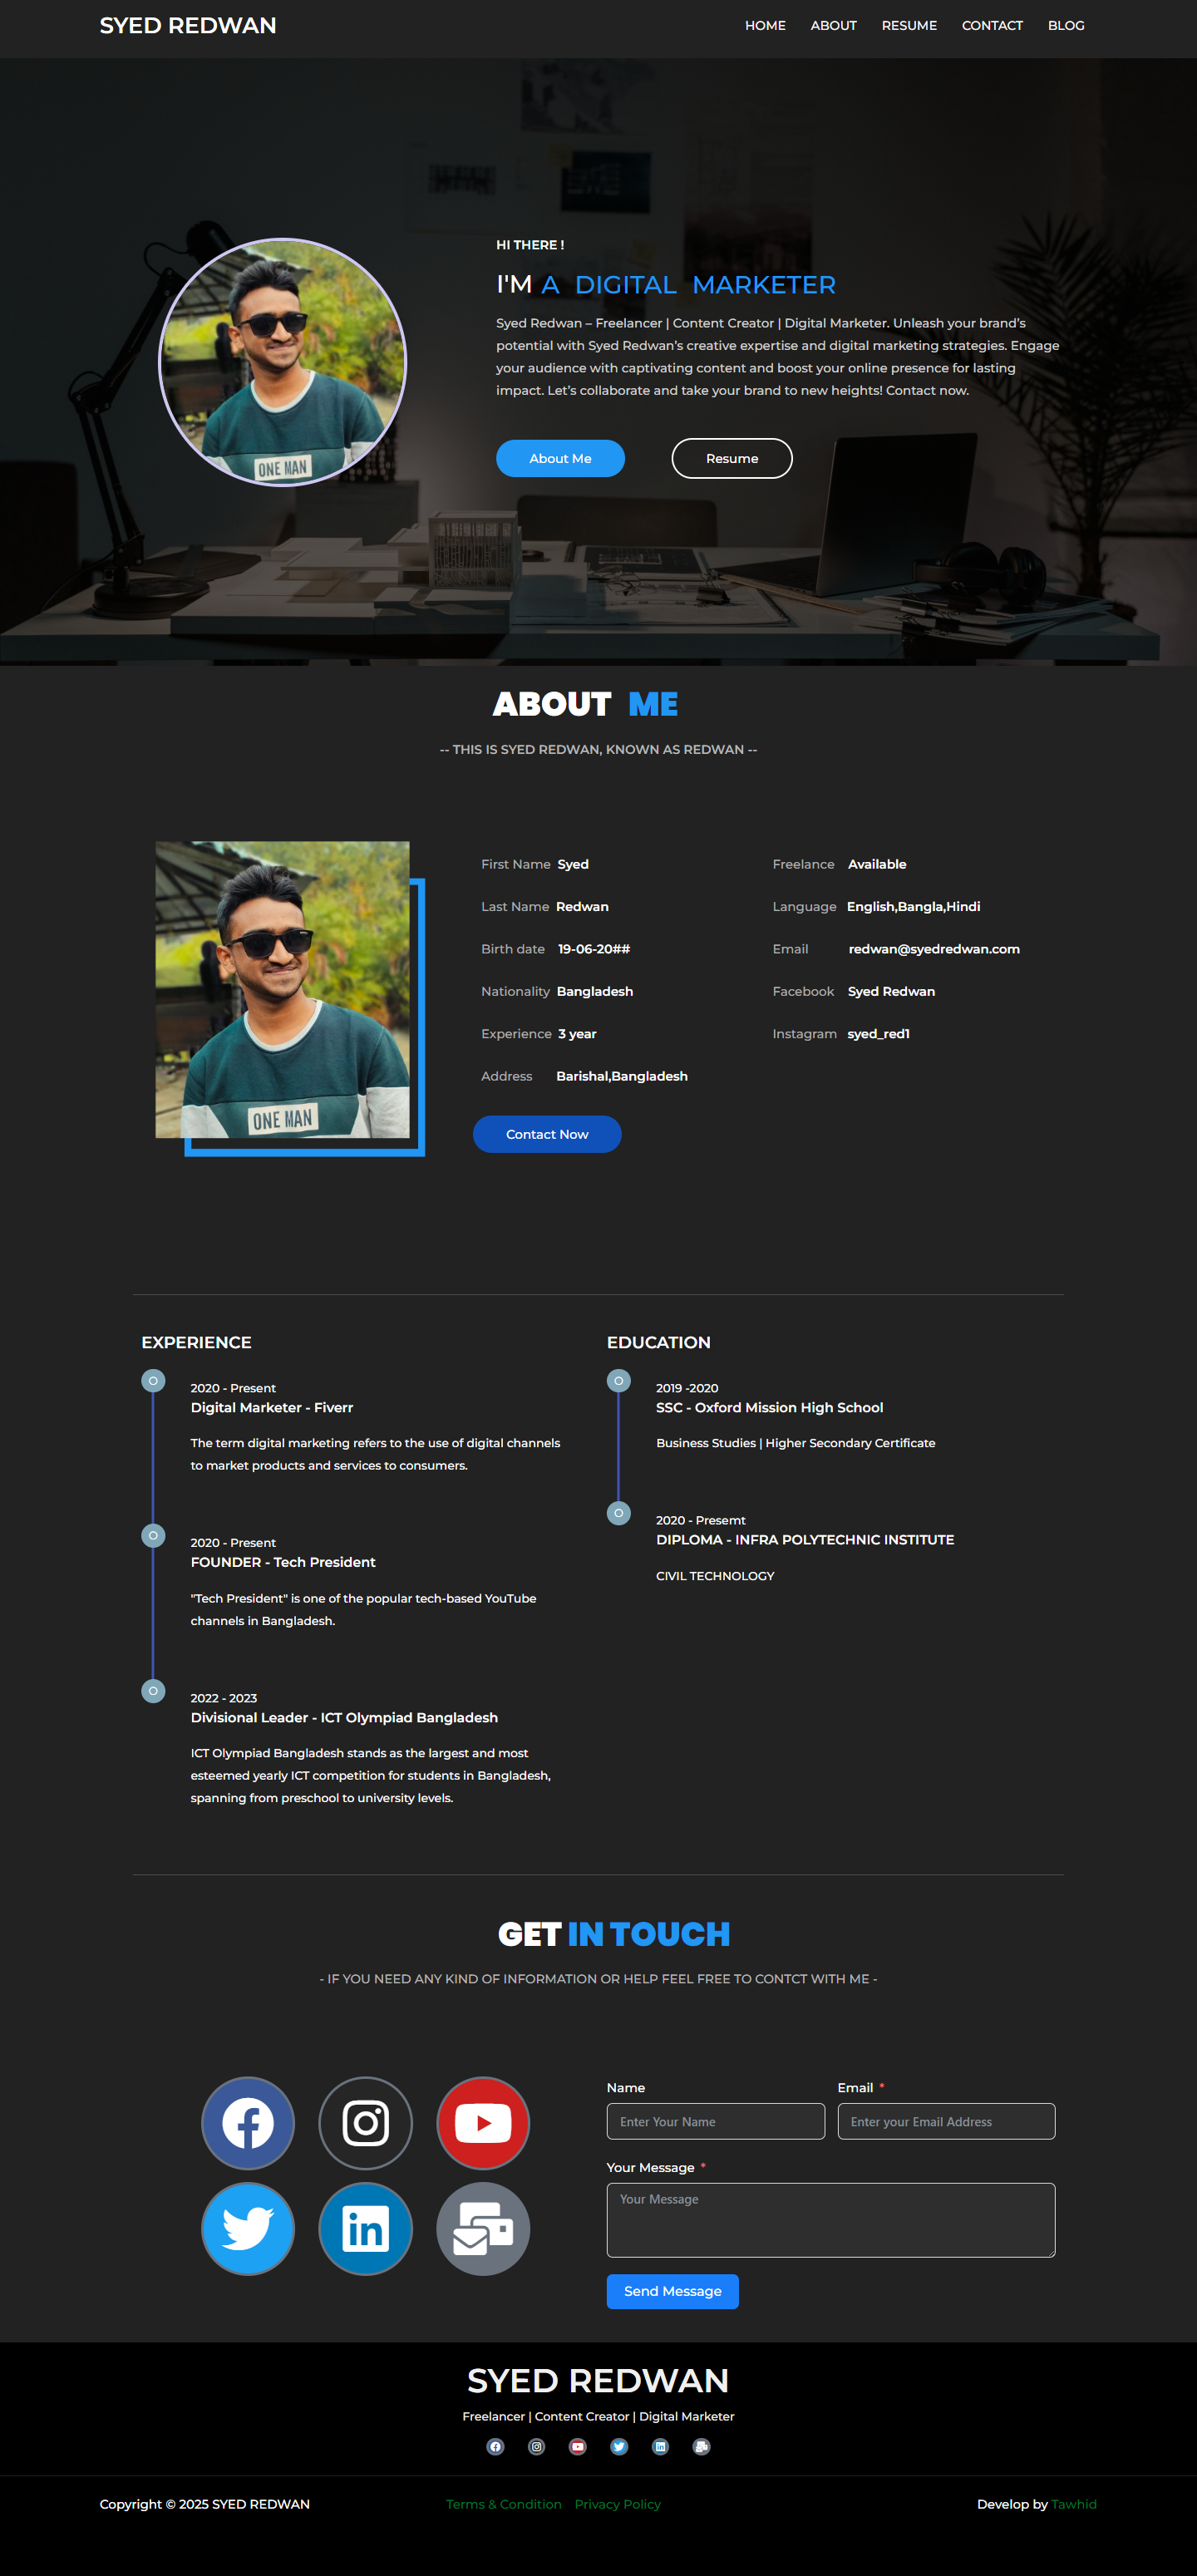 SYED REDWAN
HOME ABOUT RESUME CONTACT BLOG
HI THERE !
I'M A DIGITAL MARKETER
Syed Redwan – Freelancer | Content Creator | Digital Marketer. Unleash your brand's
potential with Syed Redwan's creative expertise and digital marketing strategies. Engage
your audience with captivating content and boost your online presence for lasting
impact. Let's collaborate and take your brand to new heights! Contact now.
ONE MAN
About Me Resume
ABOUT ME
-- THIS IS SYED REDWAN, KNOWN AS REDWAN --
First Name Syed
Last Name Redwan
Birth date 19-06-20##
Nationality Bangladesh
Experience 3 year
Address Barishal,Bangladesh
Freelance Available
Language English,Bangla,Hindi
Email redwan@syedredwan.com
Facebook Syed Redwan
Instagram syed_red1
ONE MAN
Contact Now
EXPERIENCE
2020 - Present
Digital Marketer - Fiverr
The term digital marketing refers to the use of digital channels
to market products and services to consumers.
2020 - Present
FOUNDER - Tech President
"Tech President" is one of the popular tech-based YouTube
channels in Bangladesh.
2022 - 2023
Divisional Leader - ICT Olympiad Bangladesh
ICT Olympiad Bangladesh stands as the largest and most
esteemed yearly ICT competition for students in Bangladesh,
spanning from preschool to university levels.
EDUCATION
2019 -2020
SSC - Oxford Mission High School
Business Studies | Higher Secondary Certificate
2020 - Presemt
DIPLOMA - INFRA POLYTECHNIC INSTITUTE
CIVIL TECHNOLOGY
GET IN TOUCH
- IF YOU NEED ANY KIND OF INFORMATION OR HELP FEEL FREE TO CONTCT WITH ME -
Name Email *
Enter Your Name Enter your Email Address
Your Message *
Your Message
Send Message
SYED REDWAN
Freelancer | Content Creator | Digital Marketer
Copyright © 2025 SYED REDWAN Terms & Condition Privacy Policy Develop by Tawhid